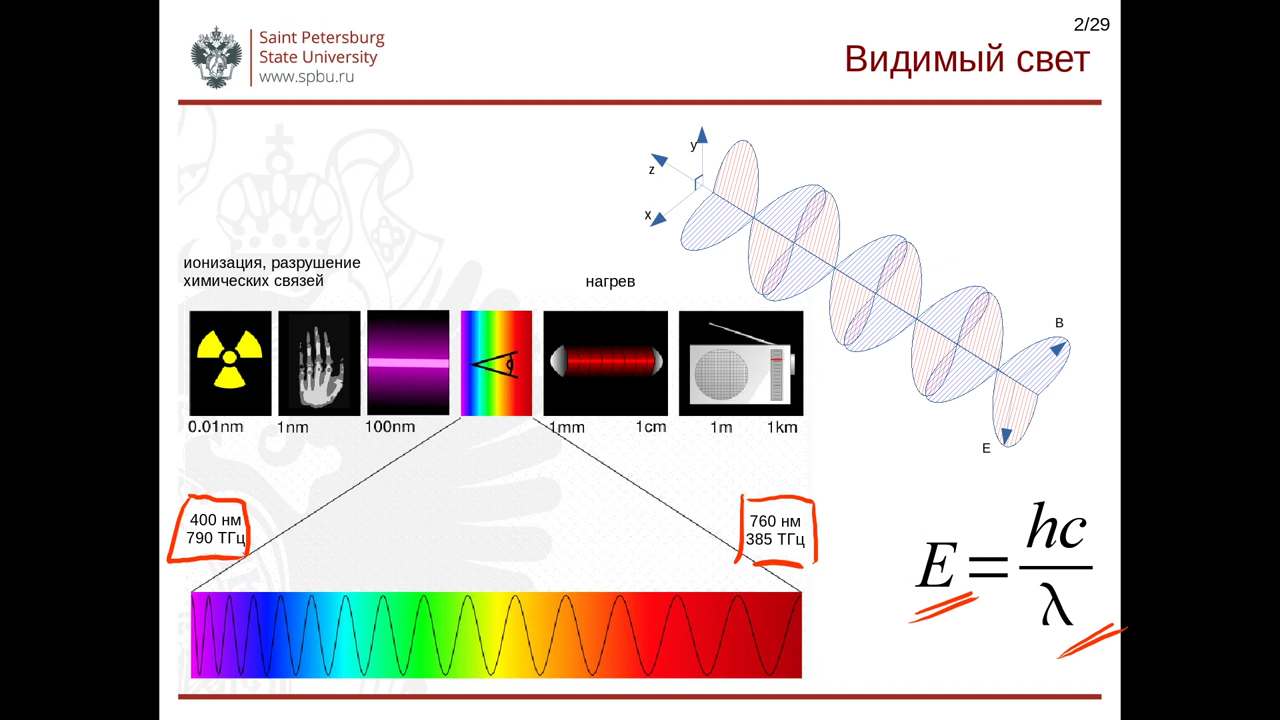 2/29
Saint Petersburg
State University
www.spbu.ru
Видимый свет
y
z
x
ионизация, разрушение
химических связей
нагрев
B
E
0.01nm 1nm 100nm 1mm 1cm 1m 1km
400 нм
790 ТГц
760 нм
385 ТГц
E = hc
λ